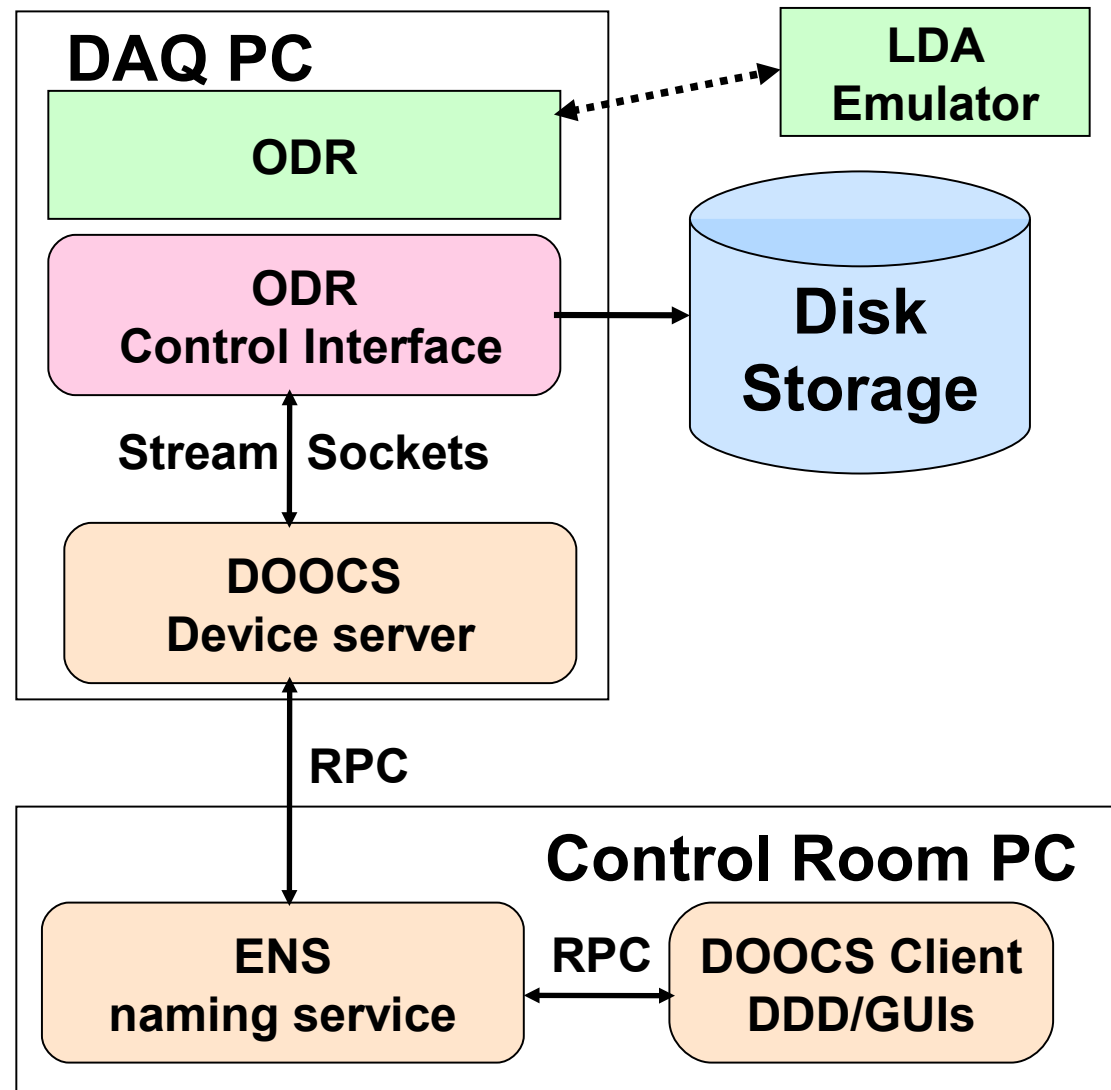 DAQ PC
LDA
Emulator
ODR
ODR
Control Interface
Disk
Storage
Stream Sockets
DOOCS
Device server
RPC
Control Room PC
ENS
naming service
RPC
DOOCS Client
DDD/GUIs